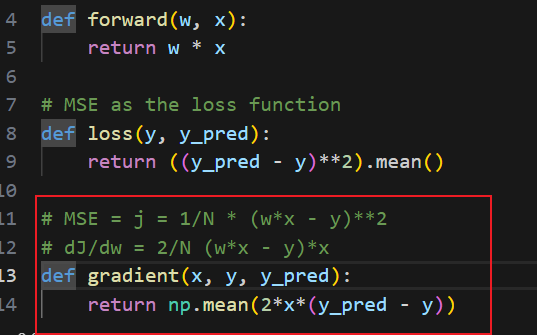 4 def forward(w, x):
5 return w * x
6
7 # MSE as the loss function
8 def loss(y, y_pred):
9 return ((y_pred - y)**2).mean()
10
11 # MSE = j = 1/N * (w*x - y)**2
12 # dJ/dw = 2/N (w*x - y)*x
13 def gradient(x, y, y_pred):
14 return np.mean(2*x*(y_pred - y))